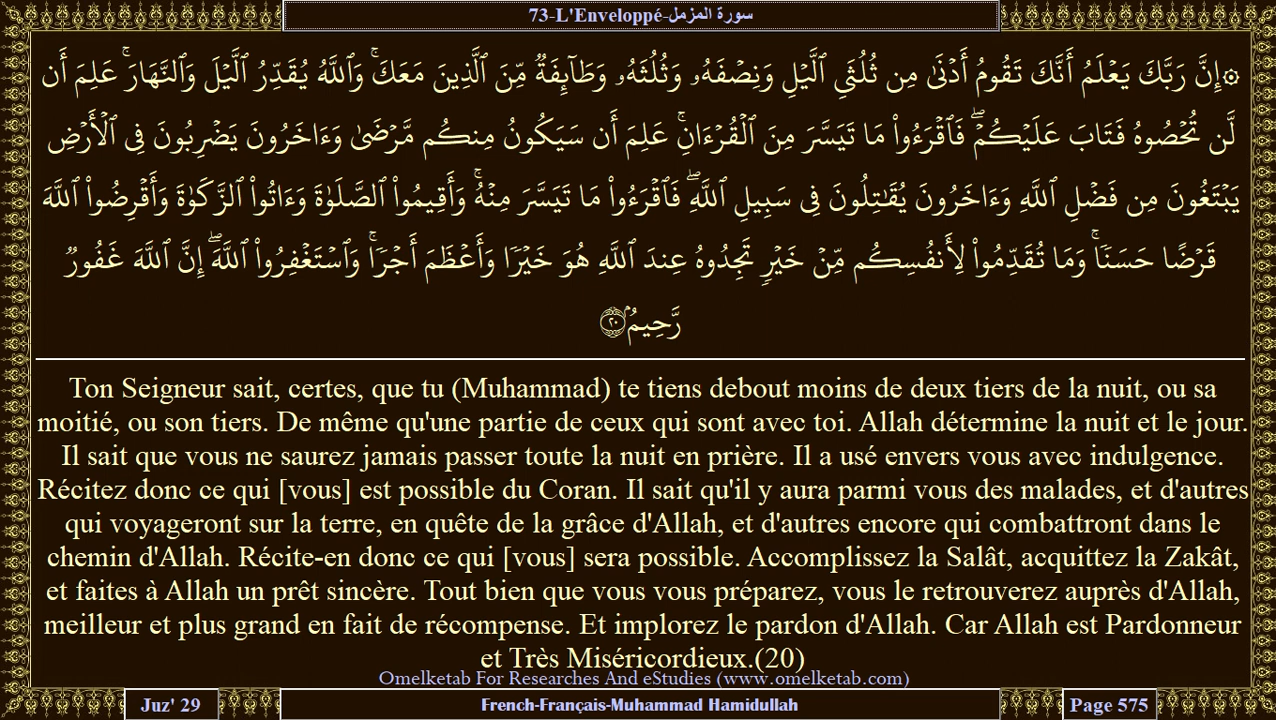 73-L'Enveloppé-سورة المزمل
۞ إِنَّ رَبَّكَ يَعْلَمُ أَنَّكَ تَقُومُ أَدْنَىٰ مِن ثُلُثَيِ ٱلَّيْلِ وَنِصْفَهُۥ وَثُلُثَهُۥ وَطَآئِفَةٌ مِّنَ ٱلَّذِينَ مَعَكَ ۚ وَٱللَّهُ يُقَدِّرُ ٱلَّيْلَ وَٱلنَّهَارَ ۚ عَلِمَ أَن
لَّن تُحْصُوهُ فَتَابَ عَلَيْكُمْ ۖ فَٱقْرَءُوا۟ مَا تَيَسَّرَ مِنَ ٱلْقُرْءَانِ ۚ عَلِمَ أَن سَيَكُونُ مِنكُم مَّرْضَىٰ وَءَاخَرُونَ يَضْرِبُونَ فِى ٱلْأَرْضِ
يَبْتَغُونَ مِن فَضْلِ ٱللَّهِ وَءَاخَرُونَ يُقَٰتِلُونَ فِى سَبِيلِ ٱللَّهِ ۖ فَٱقْرَءُوا۟ مَا تَيَسَّرَ مِنْهُ ۚ وَأَقِيمُوا۟ ٱلصَّلَوٰةَ وَءَاتُوا۟ ٱلزَّكَوٰةَ وَأَقْرِضُوا۟ ٱللَّهَ
قَرْضًا حَسَنًا ۚ وَمَا تُقَدِّمُوا۟ لِأَنفُسِكُم مِّنْ خَيْرٍ تَجِدُوهُ عِندَ ٱللَّهِ هُوَ خَيْرًا وَأَعْظَمَ أَجْرًا ۚ وَٱسْتَغْفِرُوا۟ ٱللَّهَ ۖ إِنَّ ٱللَّهَ غَفُورٌ
رَّحِيمٌۢ ٢٠
Ton Seigneur sait, certes, que tu (Muhammad) te tiens debout moins de deux tiers de la nuit, ou sa
moitié, ou son tiers. De même qu'une partie de ceux qui sont avec toi. Allah détermine la nuit et le jour.
Il sait que vous ne saurez jamais passer toute la nuit en prière. Il a usé envers vous avec indulgence.
Récitez donc ce qui [vous] est possible du Coran. Il sait qu'il y aura parmi vous des malades, et d'autres
qui voyageront sur la terre, en quête de la grâce d'Allah, et d'autres encore qui combattront dans le
chemin d'Allah. Récite-en donc ce qui [vous] sera possible. Accomplissez la Salât, acquittez la Zakât,
et faites à Allah un prêt sincère. Tout bien que vous vous préparez, vous le retrouverez auprès d'Allah,
meilleur et plus grand en fait de récompense. Et implorez le pardon d'Allah. Car Allah est Pardonneur
et Très Miséricordieux.(20)
Omelketab For Researches And eStudies (www.omelketab.com)
Juz' 29
French-Français-Muhammad Hamidullah
Page 575